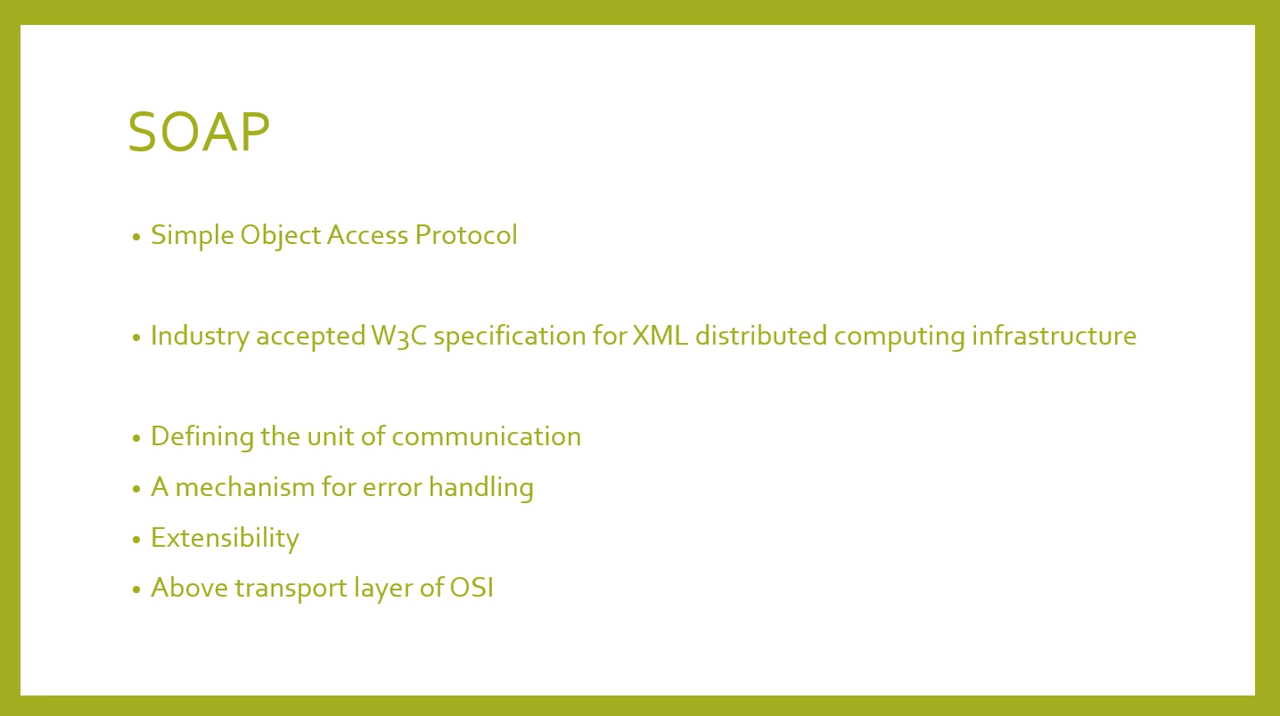 SOAP
• Simple Object Access Protocol
• Industry accepted W3C specification for XML distributed computing infrastructure
• Defining the unit of communication
• A mechanism for error handling
• Extensibility
• Above transport layer of OSI